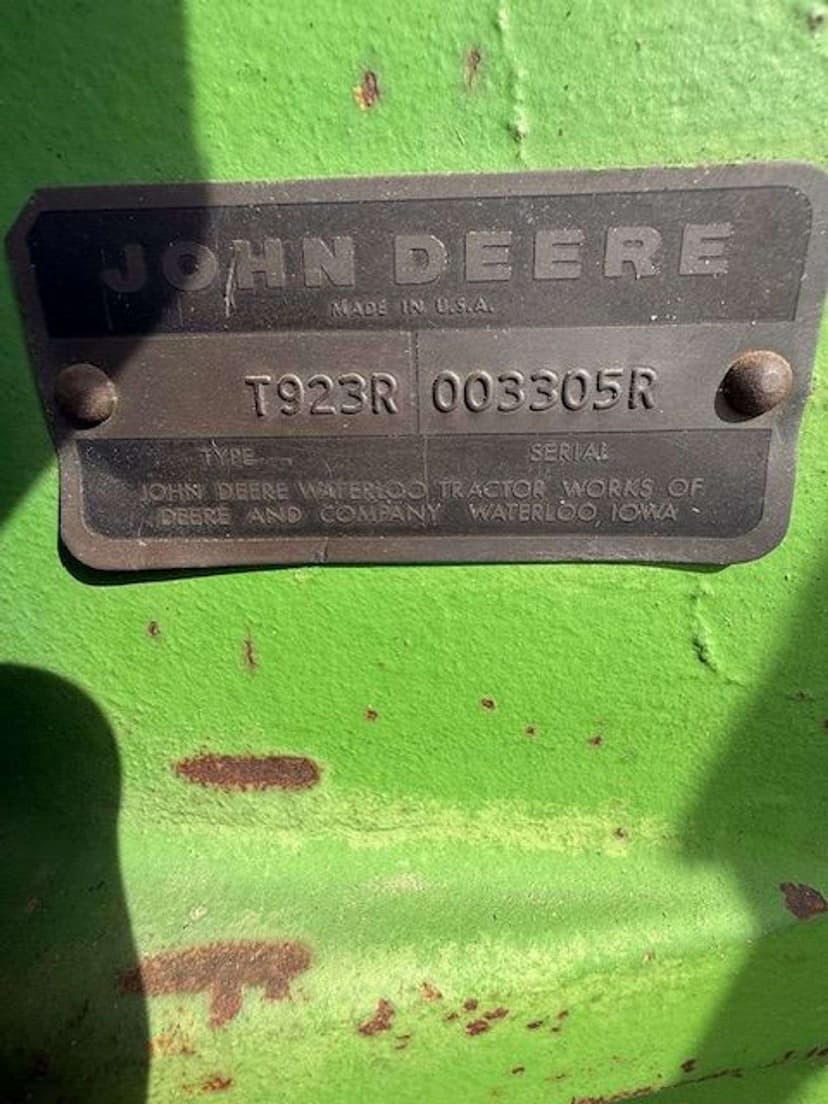 JOHN DEERE
MADE IN U.S.A.
T923R 003305R
TYPE SERIAL
JOHN DEERE WATERLOO TRACTOR WORKS OF
DEERE AND COMPANY WATERLOO, IOWA